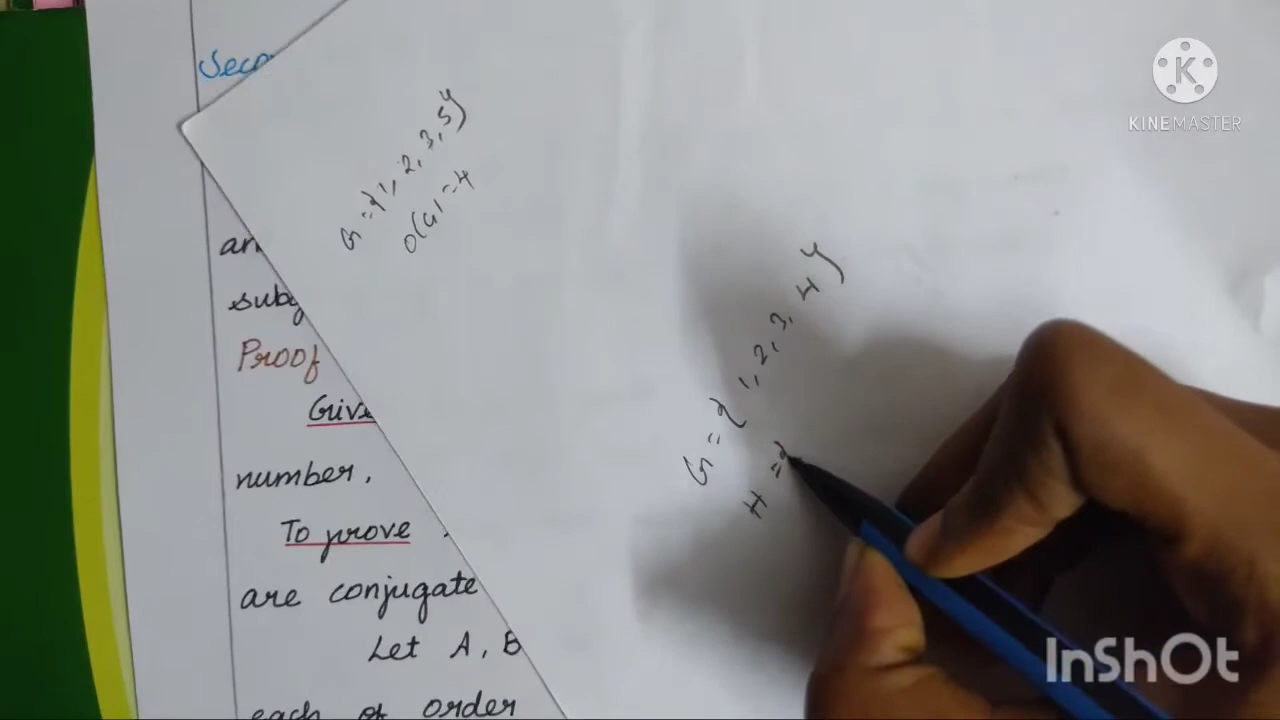 Seco
an
subg
Proof
Give
number.
To prove .
are conjugate
Let A, B
each of order
G = {1, 2, 3, 5}
O(G) = 4
G = {1, 2, 3, 4}
H = {
K
KINEMASTER
InShOt